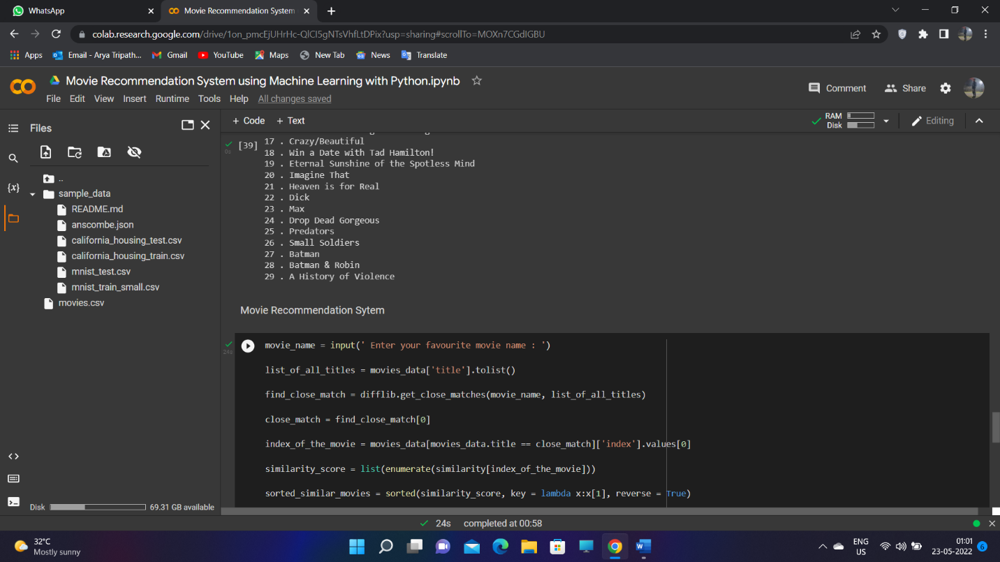 WhatsApp
Movie Recommendation System
colab.research.google.com/drive/1on_pmcEjUHrHc-QlCI5gNTsVhfLtDPix?usp=sharing#scrollTo=MOXn7CGdIGBU
Apps
Email - Arya Tripath...
Gmail
YouTube
Maps
New Tab
News
Translate
Movie Recommendation System using Machine Learning with Python.ipynb
File Edit View Insert Runtime Tools Help All changes saved
Comment
Share
Files
+ Code + Text
RAM
Disk
Editing
..
sample_data
README.md
anscombe.json
california_housing_test.csv
california_housing_train.csv
mnist_test.csv
mnist_train_small.csv
movies.csv
{x}
<>
Disk
69.31 GB available
0s
[39]
17 . Crazy/Beautiful
18 . Win a Date with Tad Hamilton!
19 . Eternal Sunshine of the Spotless Mind
20 . Imagine That
21 . Heaven is for Real
22 . Dick
23 . Max
24 . Drop Dead Gorgeous
25 . Predators
26 . Small Soldiers
27 . Batman
28 . Batman & Robin
29 . A History of Violence
Movie Recommendation Sytem
24s
movie_name = input(' Enter your favourite movie name : ')
list_of_all_titles = movies_data['title'].tolist()
find_close_match = difflib.get_close_matches(movie_name, list_of_all_titles)
close_match = find_close_match[0]
index_of_the_movie = movies_data[movies_data.title == close_match]['index'].values[0]
similarity_score = list(enumerate(similarity[index_of_the_movie]))
sorted_similar_movies = sorted(similarity_score, key = lambda x:x[1], reverse = True)
24s completed at 00:58
32°C
Mostly sunny
ENG
US
01:01
23-05-2022
6